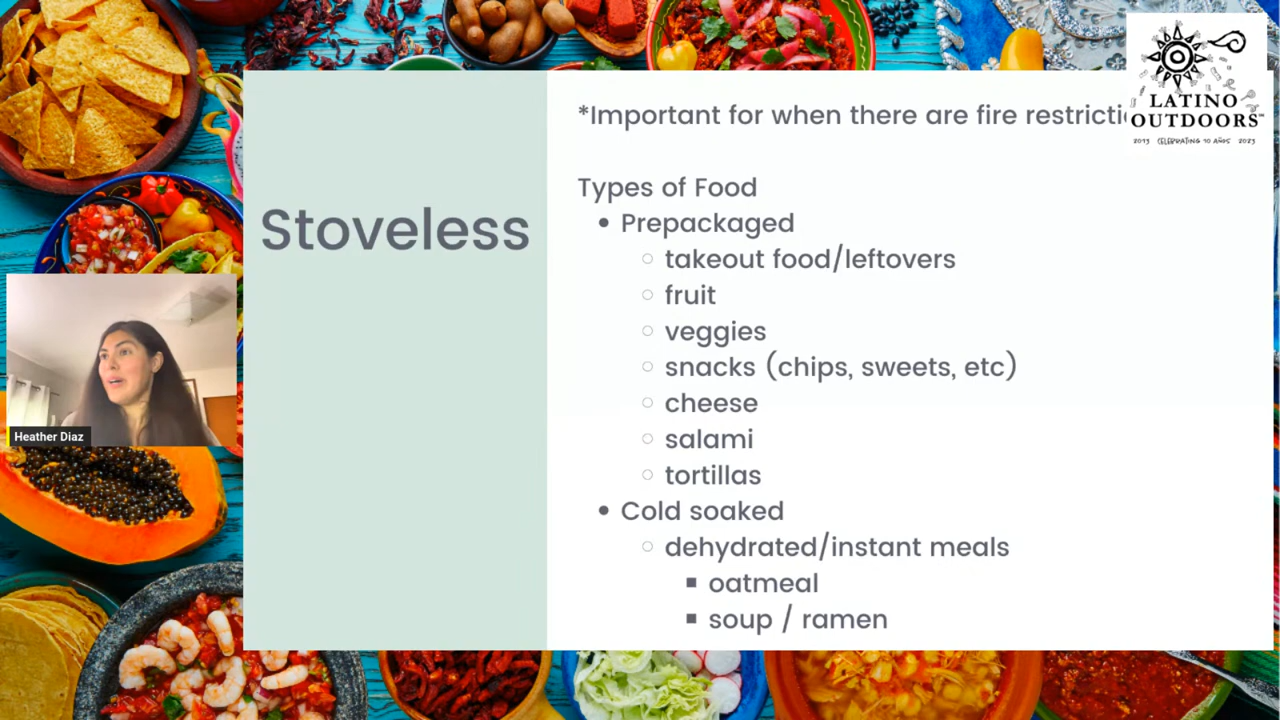 *Important for when there are fire restricti
LATINO
OUTDOORS™
2013 CELEBRATING 10 AÑOS 2023
Stoveless
Types of Food
• Prepackaged
○ takeout food/leftovers
○ fruit
○ veggies
○ snacks (chips, sweets, etc)
○ cheese
○ salami
○ tortillas
• Cold soaked
○ dehydrated/instant meals
▪ oatmeal
▪ soup / ramen
Heather Diaz